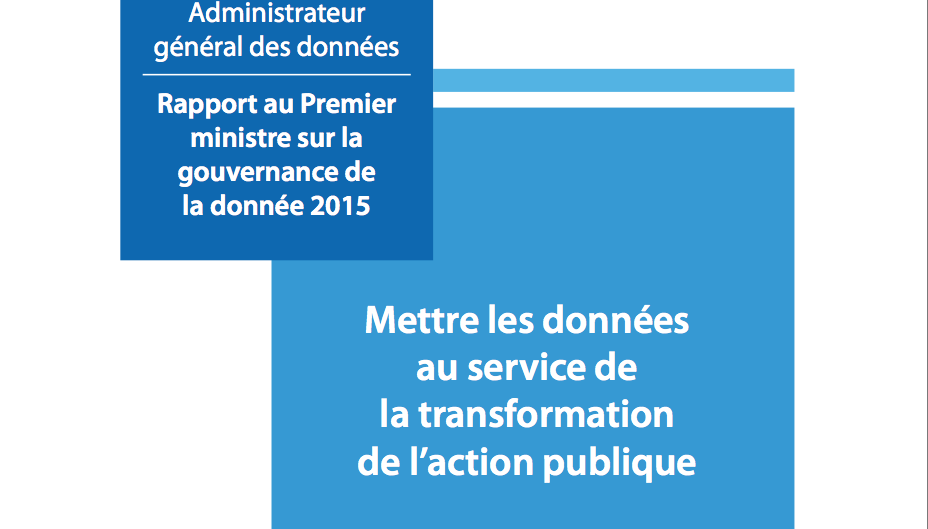 Administrateur
général des données
Rapport au Premier
ministre sur la
gouvernance de
la donnée 2015
Mettre les données
au service de
la transformation
de l’action publique